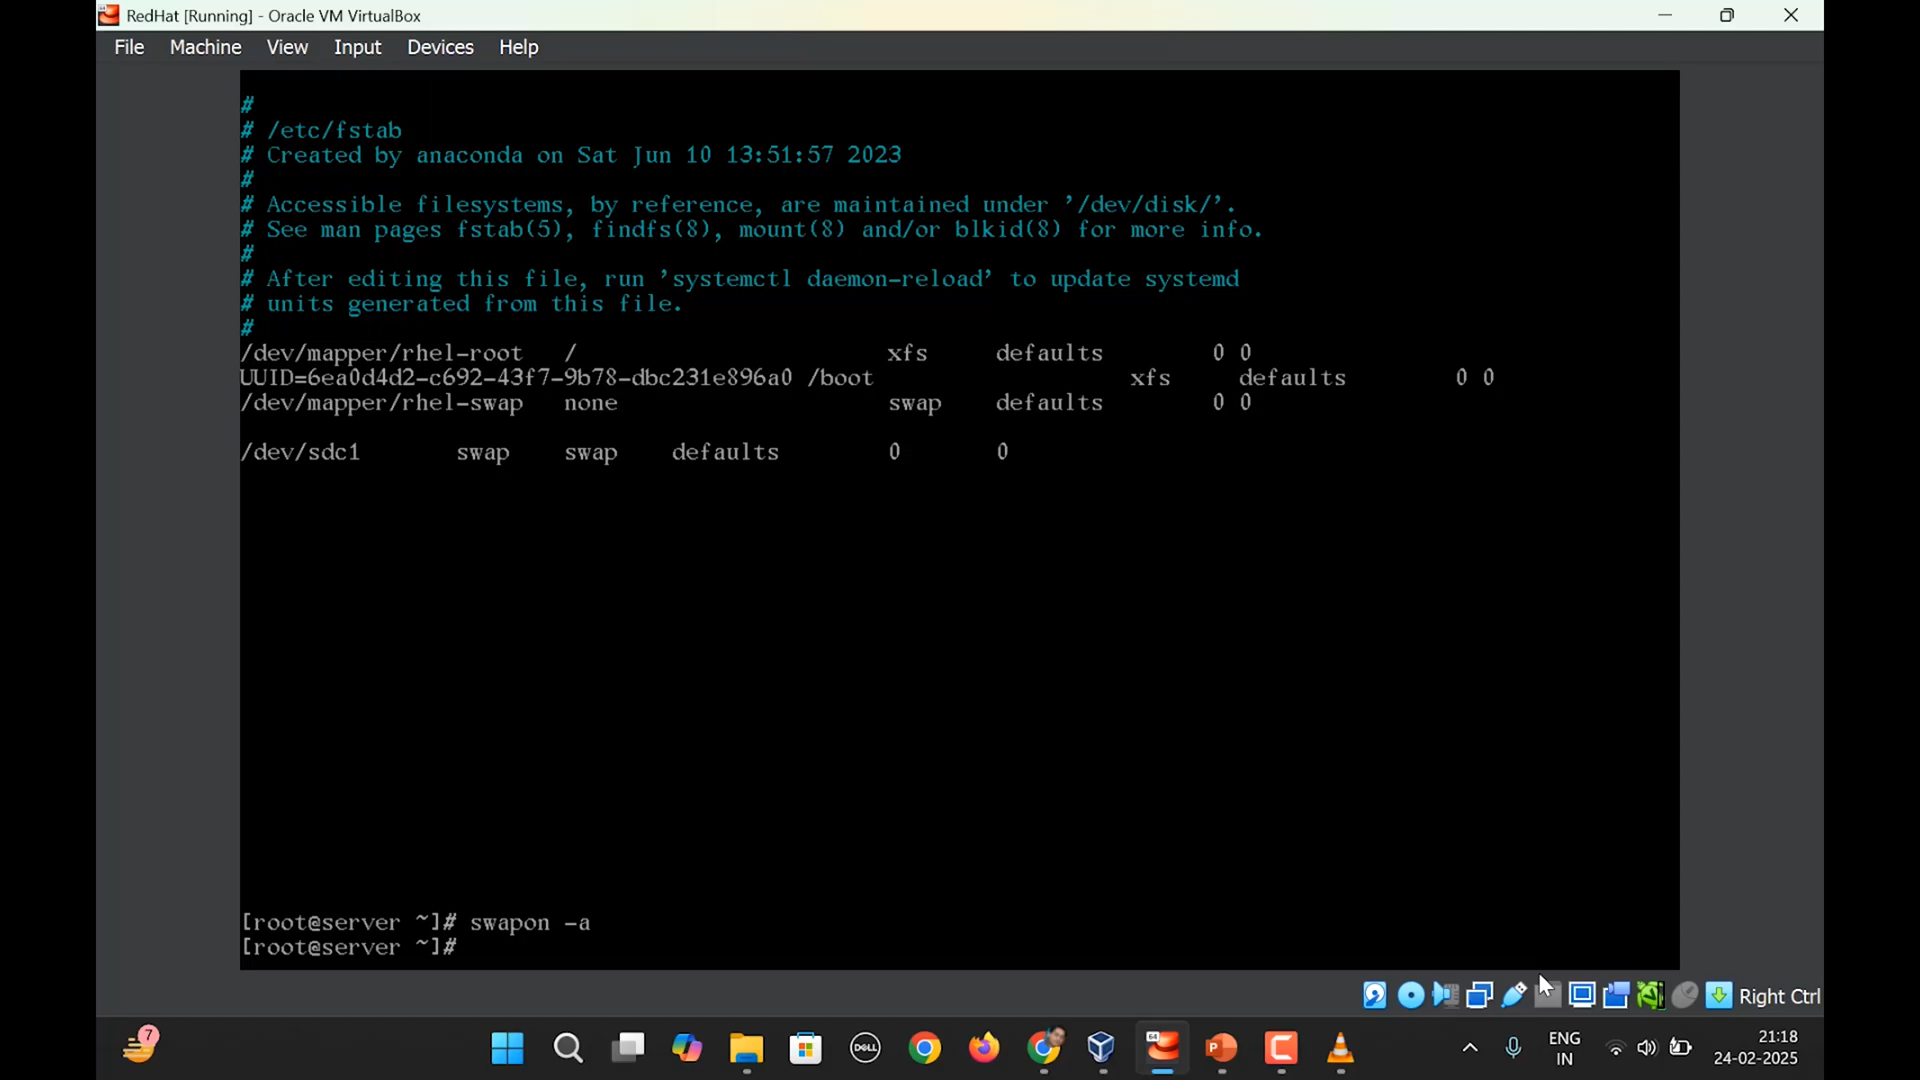 RedHat [Running] - Oracle VM VirtualBox
File Machine View Input Devices Help
#
# /etc/fstab
# Created by anaconda on Sat Jun 10 13:51:57 2023
#
# Accessible filesystems, by reference, are maintained under '/dev/disk/'.
# See man pages fstab(5), findfs(8), mount(8) and/or blkid(8) for more info.
#
# After editing this file, run 'systemctl daemon-reload' to update systemd
# units generated from this file.
#
/dev/mapper/rhel-root / xfs defaults 0 0
UUID=6ea0d4d2-c692-43f7-9b78-dbc231e896a0 /boot xfs defaults 0 0
/dev/mapper/rhel-swap none swap defaults 0 0
/dev/sdc1 swap swap defaults 0 0
[root@server ~]# swapon -a
[root@server ~]#
Right Ctrl
7
DELL
64
P
C
ENG
IN
21:18
24-02-2025